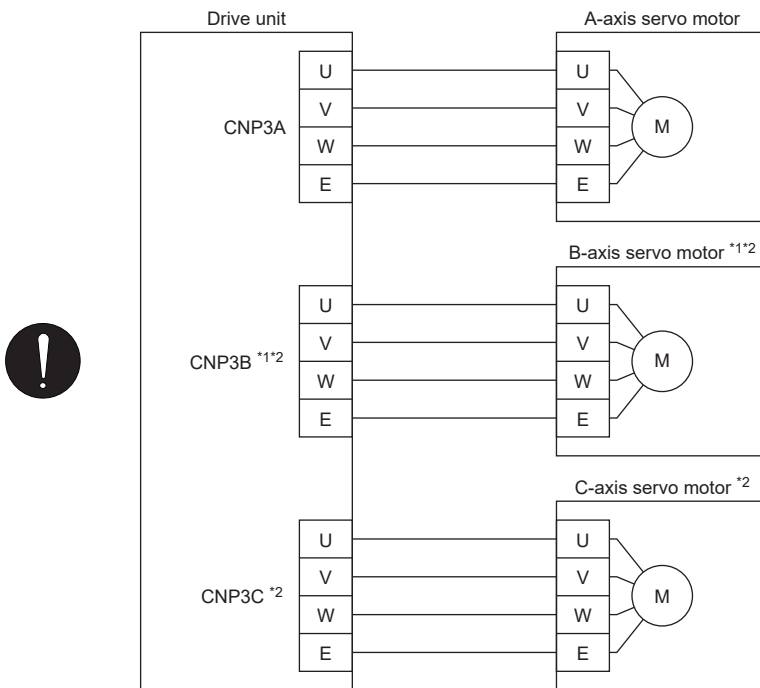 Drive unit
A-axis servo motor
CNP3A
U
V
W
E
U
V
W
E
M
B-axis servo motor *1*2
CNP3B *1*2
U
V
W
E
U
V
W
E
M
C-axis servo motor *2
CNP3C *2
U
V
W
E
U
V
W
E
M